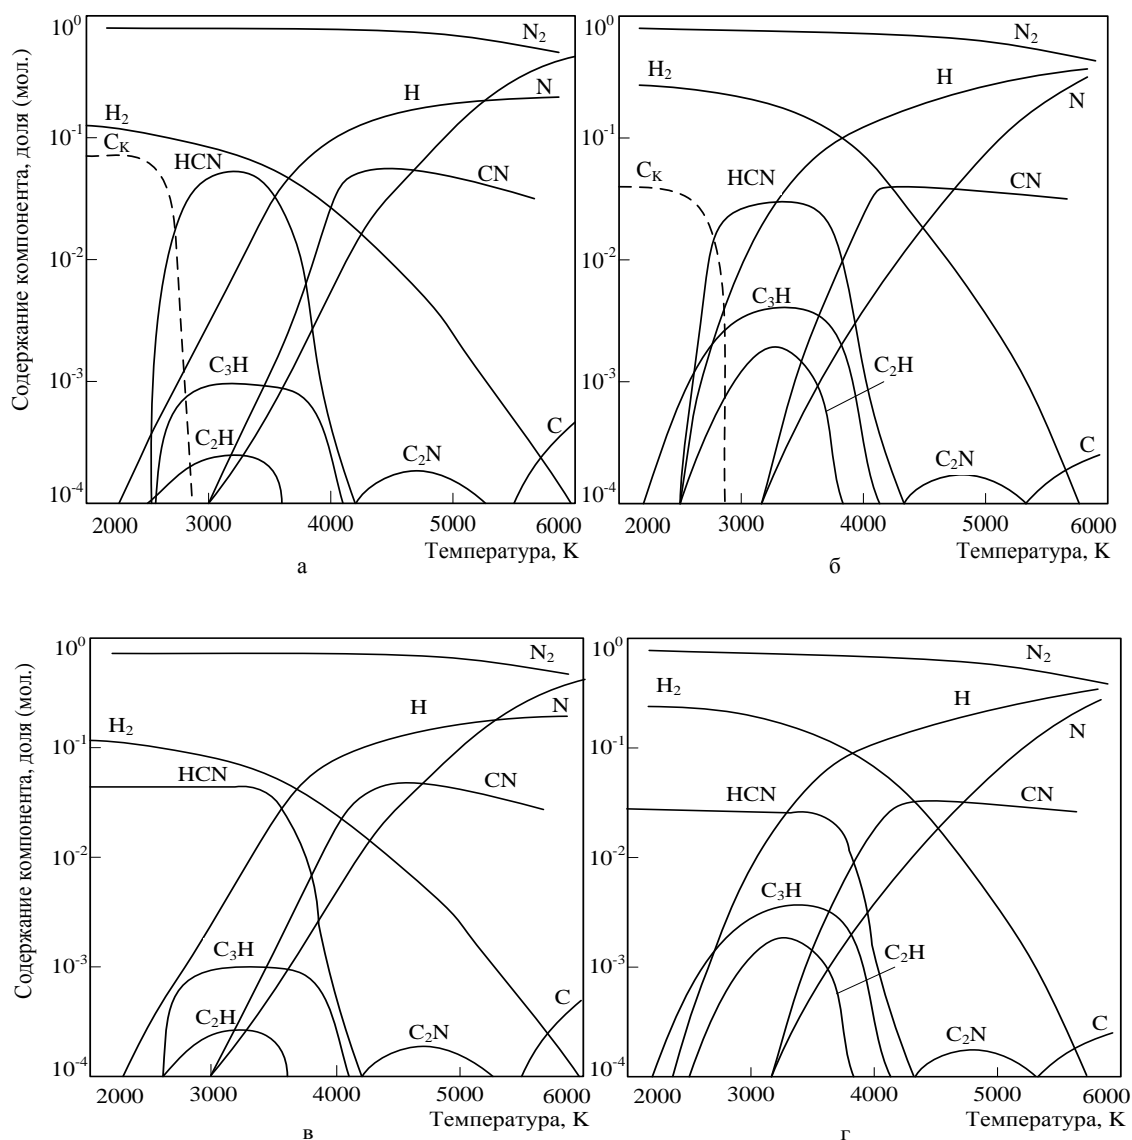 Содержание компонента, доля (мол.)
10⁰
10⁻¹
10⁻²
10⁻³
10⁻⁴
N₂
H₂
H
N
Cк
HCN
CN
C₃H
C₂H
C₂N
C
2000 3000 4000 5000 6000
Температура, К
а
10⁰
10⁻¹
10⁻²
10⁻³
10⁻⁴
N₂
H₂
H
N
Cк
HCN
CN
C₃H
C₂H
C₂N
C
2000 3000 4000 5000 6000
Температура, К
б
Содержание компонента, доля (мол.)
10⁰
10⁻¹
10⁻²
10⁻³
10⁻⁴
N₂
H₂
H
N
HCN
CN
C₃H
C₂H
C₂N
C
2000 3000 4000 5000 6000
Температура, К
в
10⁰
10⁻¹
10⁻²
10⁻³
10⁻⁴
N₂
H₂
H
N
HCN
CN
C₃H
C₂H
C₂N
C
2000 3000 4000 5000 6000
Температура, К
г